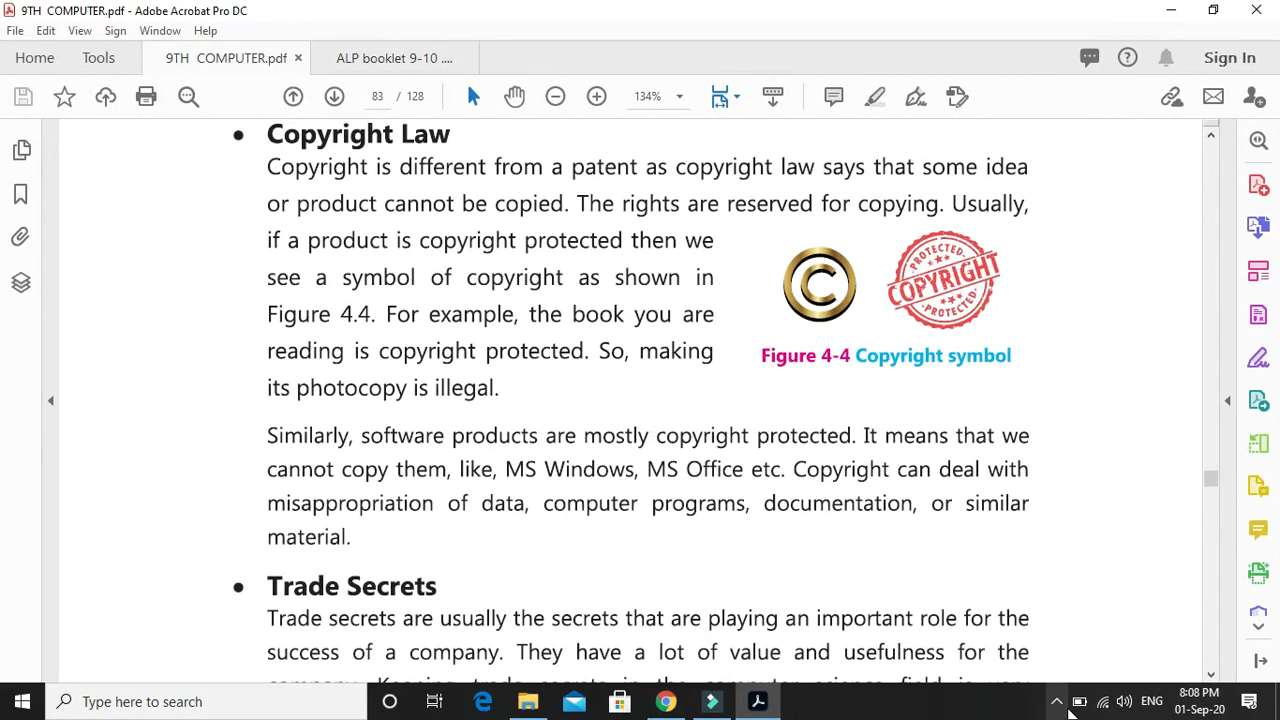 9TH COMPUTER.pdf - Adobe Acrobat Pro DC
File Edit View Sign Window Help
Home Tools 9TH COMPUTER.pdf × ALP booklet 9-10 .... Sign In
83 / 128 134%
• Copyright Law
Copyright is different from a patent as copyright law says that some idea
or product cannot be copied. The rights are reserved for copying. Usually,
if a product is copyright protected then we
see a symbol of copyright as shown in
Figure 4.4. For example, the book you are
reading is copyright protected. So, making
its photocopy is illegal.
©
PROTECTED
COPYRIGHT
PROTECTED
Figure 4-4 Copyright symbol
Similarly, software products are mostly copyright protected. It means that we
cannot copy them, like, MS Windows, MS Office etc. Copyright can deal with
misappropriation of data, computer programs, documentation, or similar
material.
• Trade Secrets
Trade secrets are usually the secrets that are playing an important role for the
success of a company. They have a lot of value and usefulness for the
Type here to search
ENG
8:08 PM
01-Sep-20